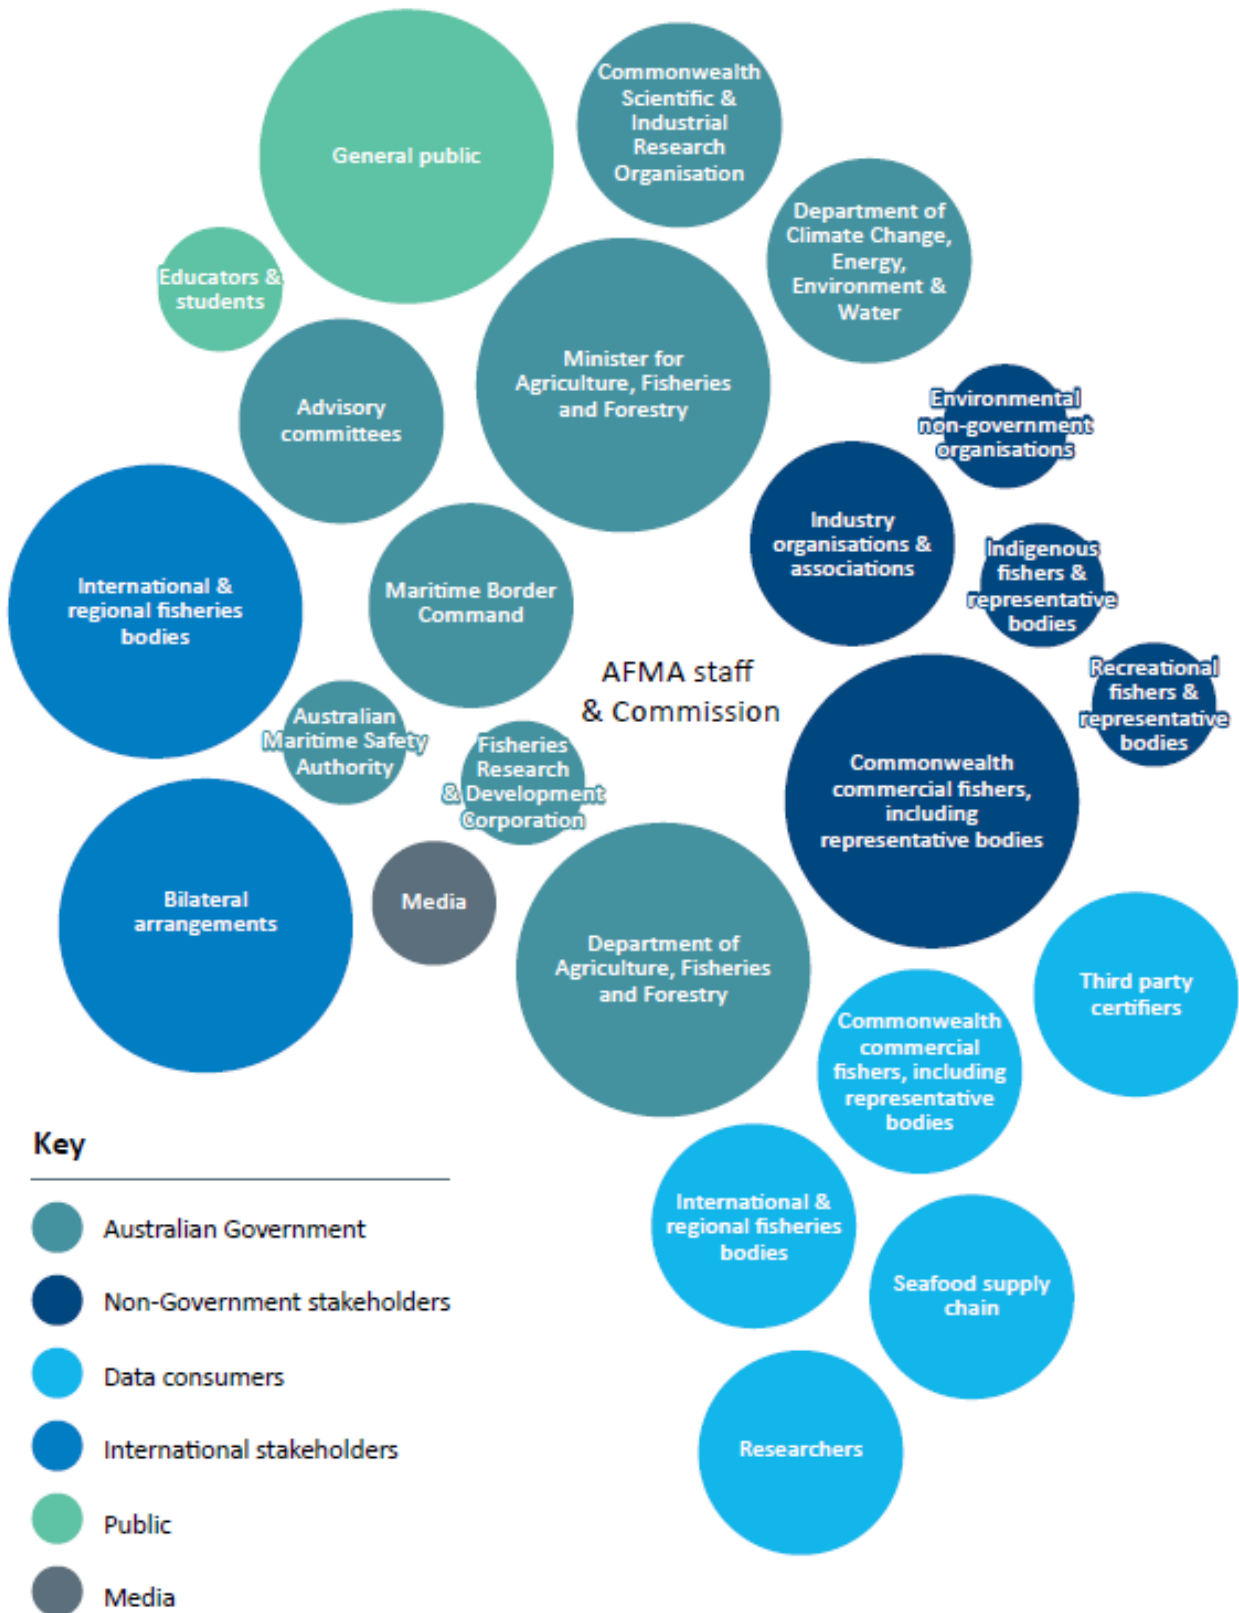 Commonwealth
Scientific &
Industrial
Research
Organisation
General public
Department of
Climate Change,
Energy,
Environment &
Water
Educators &
students
Minister for
Agriculture, Fisheries
and Forestry
Advisory
committees
Environmental
non-government
organisations
Industry
organisations &
associations
Indigenous
fishers &
representative
bodies
International &
regional fisheries
bodies
Maritime Border
Command
AFMA staff
& Commission
Recreational
fishers &
representative
bodies
Australian
Maritime Safety
Authority
Fisheries
Research
& Development
Corporation
Commonwealth
commercial fishers,
including
representative bodies
Bilateral
arrangements
Media
Department of
Agriculture, Fisheries
and Forestry
Third party
certifiers
Commonwealth
commercial
fishers, including
representative
bodies
International &
regional fisheries
bodies
Seafood supply
chain
Researchers
Key
Australian Government
Non-Government stakeholders
Data consumers
International stakeholders
Public
Media